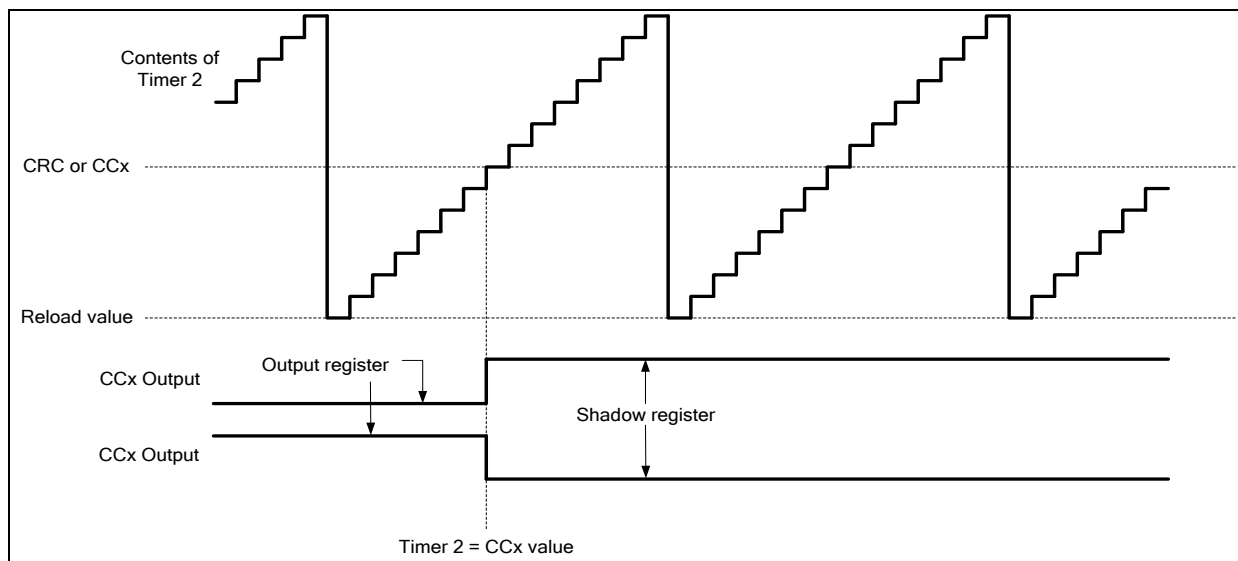 Contents of
Timer 2
CRC or CCx
Reload value
Output register
CCx Output
Shadow register
CCx Output
Timer 2 = CCx value